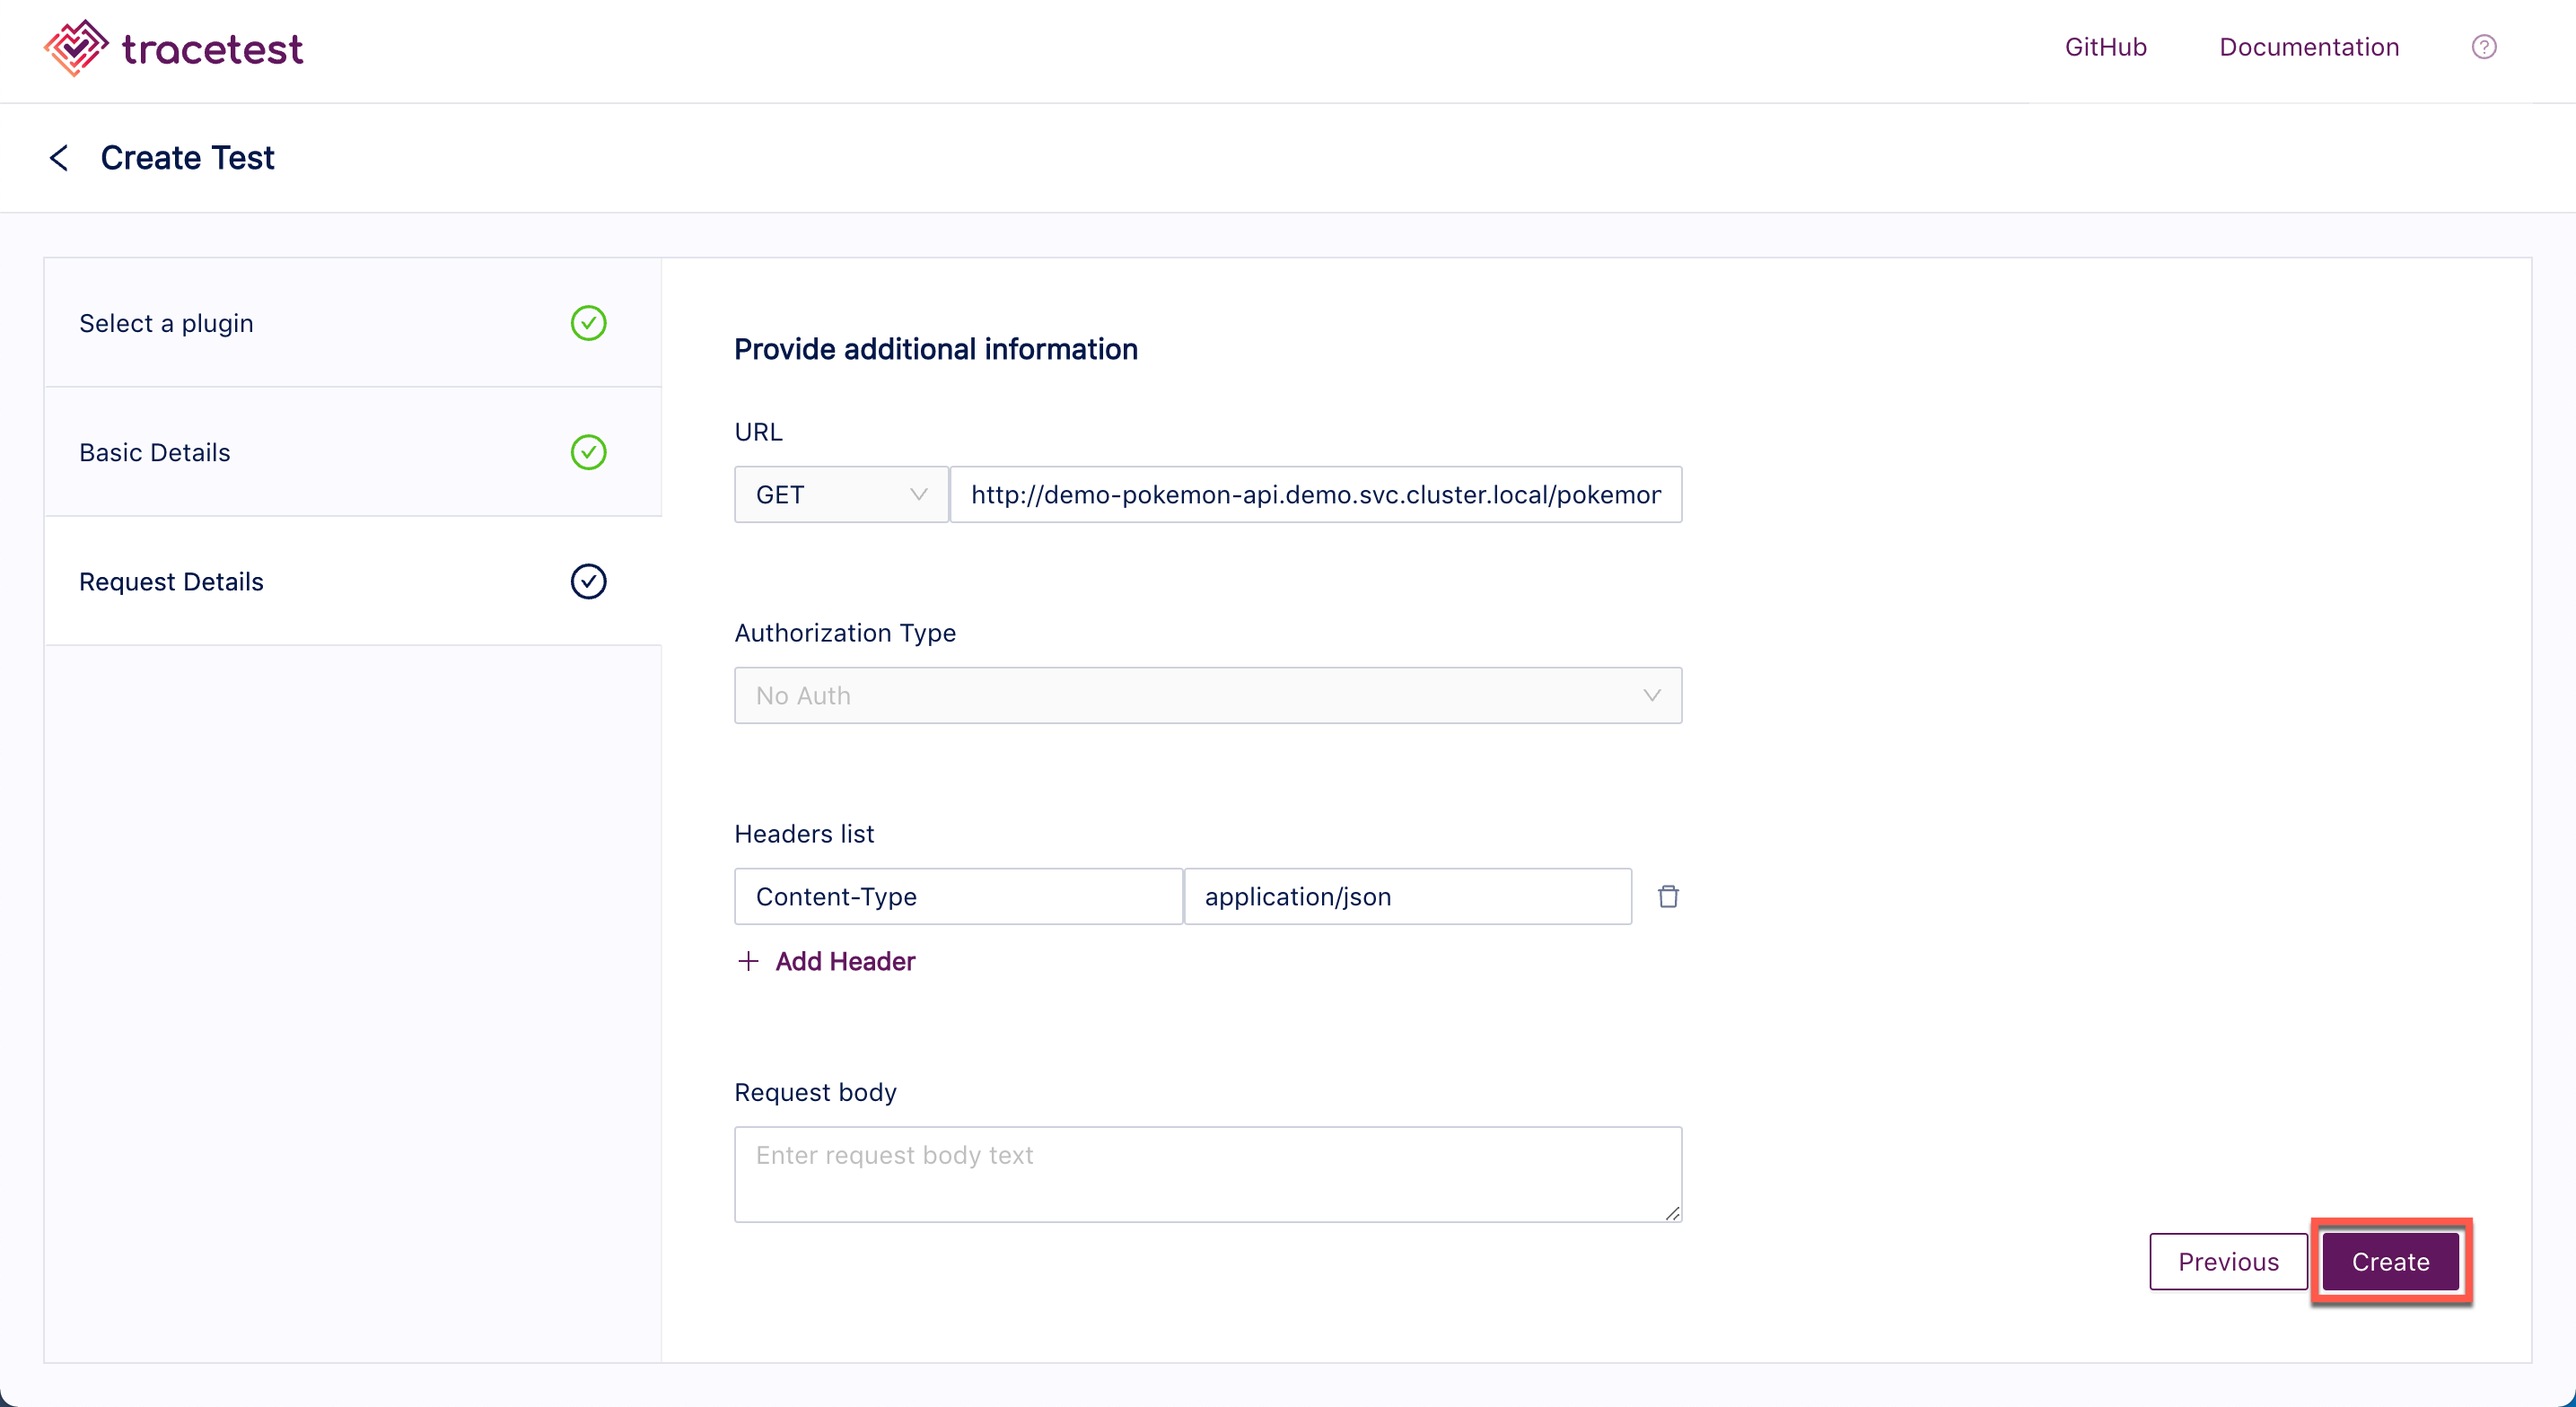 tracetest
GitHub
Documentation
?
Create Test
Select a plugin
Basic Details
Request Details
Provide additional information
URL
GET
http://demo-pokemon-api.demo.svc.cluster.local/pokemon
Authorization Type
No Auth
Headers list
Content-Type
application/json
+ Add Header
Request body
Enter request body text
Previous
Create